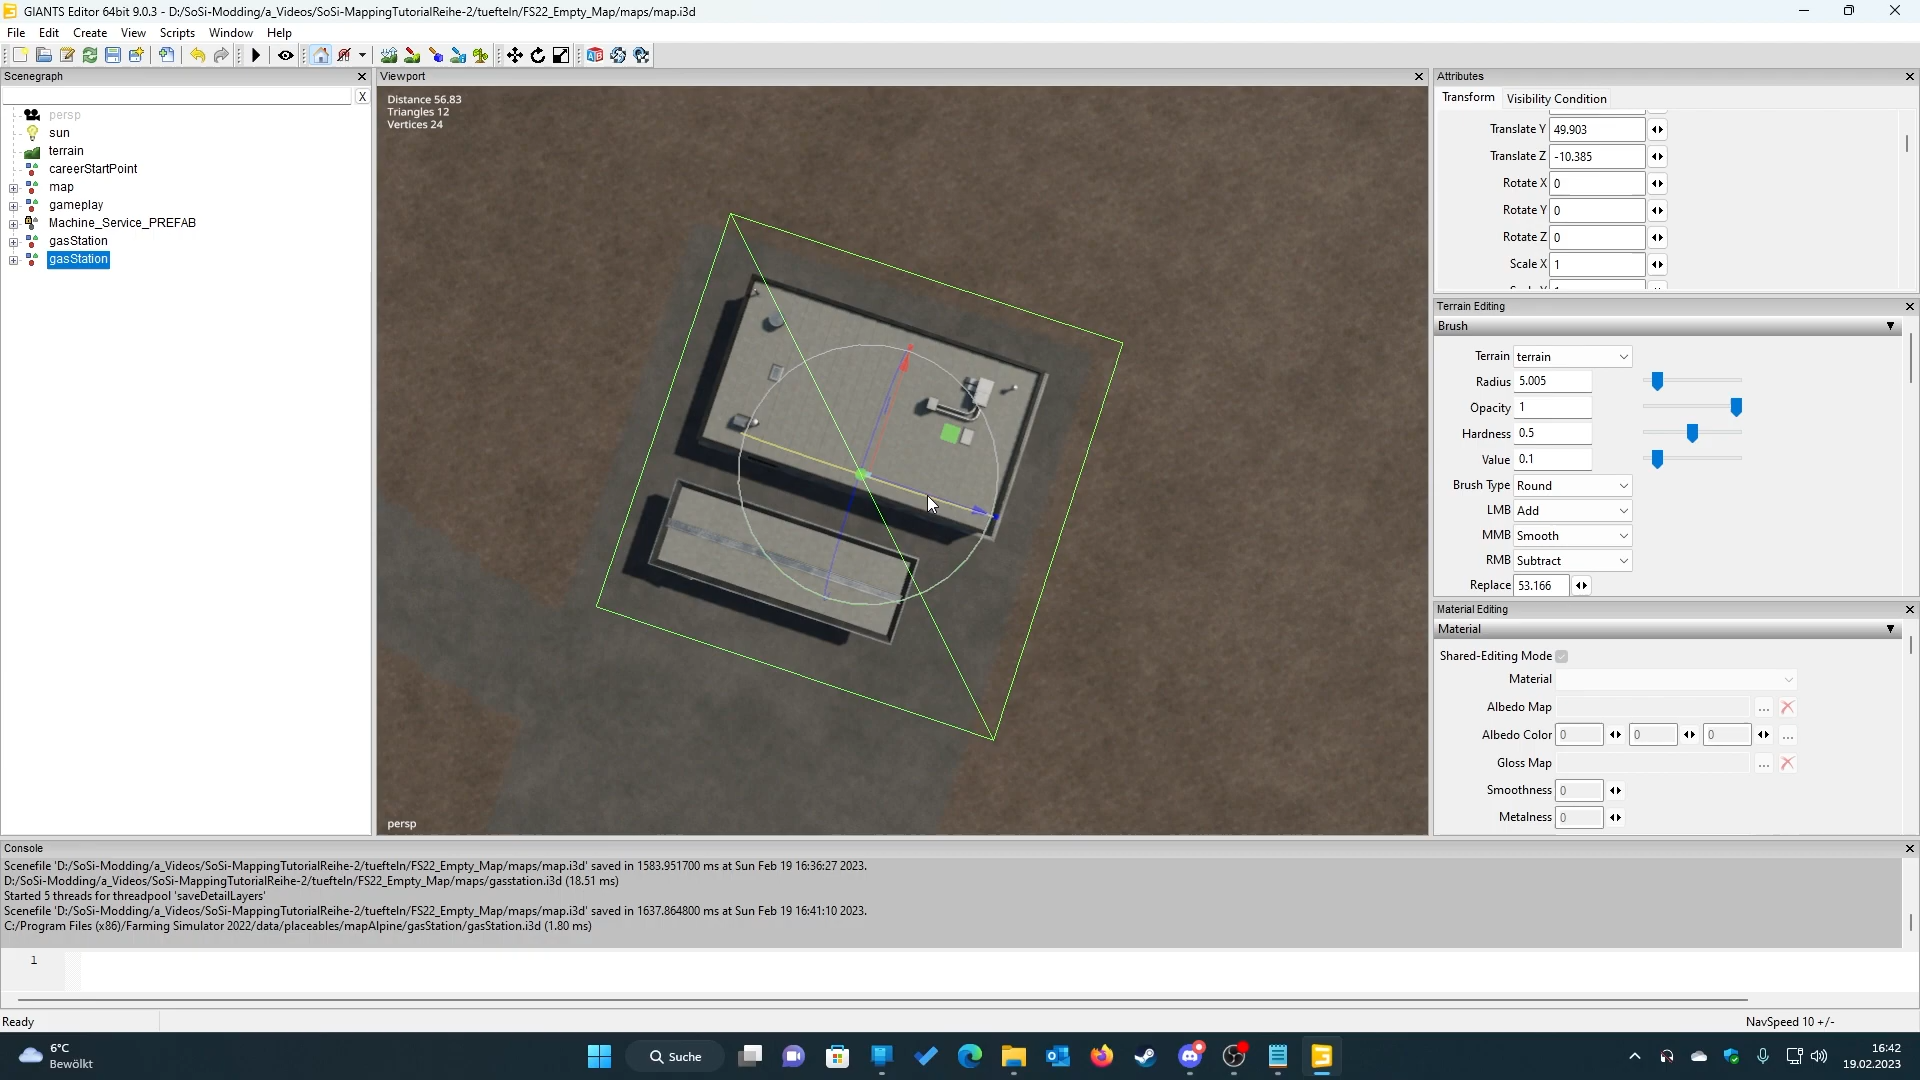 GIANTS Editor 64bit 9.0.3 - D:/SoSi-Modding/a_Videos/SoSi-MappingTutorialReihe-2/tuefteln/FS22_Empty_Map/maps/map.i3d
File Edit Create View Scripts Window Help
Scenegraph
X
persp
sun
terrain
careerStartPoint
map
gameplay
Machine_Service_PREFAB
gasStation
gasStation
Viewport
Distance 56.83
Triangles 12
Vertices 24
persp
Attributes
Transform Visibility Condition
Translate Y 49.903
Translate Z -10.385
Rotate X 0
Rotate Y 0
Rotate Z 0
Scale X 1
Terrain Editing
Brush
Terrain terrain
Radius 5.005
Opacity 1
Hardness 0.5
Value 0.1
Brush Type Round
LMB Add
MMB Smooth
RMB Subtract
Replace 53.166
Material Editing
Material
Shared-Editing Mode
Material
Albedo Map ...
Albedo Color 0 0 0 ...
Gloss Map ...
Smoothness 0
Metalness 0
Console
Scenefile 'D:/SoSi-Modding/a_Videos/SoSi-MappingTutorialReihe-2/tuefteln/FS22_Empty_Map/maps/map.i3d' saved in 1583.951700 ms at Sun Feb 19 16:36:27 2023.
D:/SoSi-Modding/a_Videos/SoSi-MappingTutorialReihe-2/tuefteln/FS22_Empty_Map/maps/gasstation.i3d (18.51 ms)
Started 5 threads for threadpool 'saveDetailLayers'
Scenefile 'D:/SoSi-Modding/a_Videos/SoSi-MappingTutorialReihe-2/tuefteln/FS22_Empty_Map/maps/map.i3d' saved in 1637.864800 ms at Sun Feb 19 16:41:10 2023.
C:/Program Files (x86)/Farming Simulator 2022/data/placeables/mapAlpine/gasStation/gasStation.i3d (1.80 ms)
1
Ready
NavSpeed 10 +/-
6°C
Bewölkt
Suche
16:42
19.02.2023